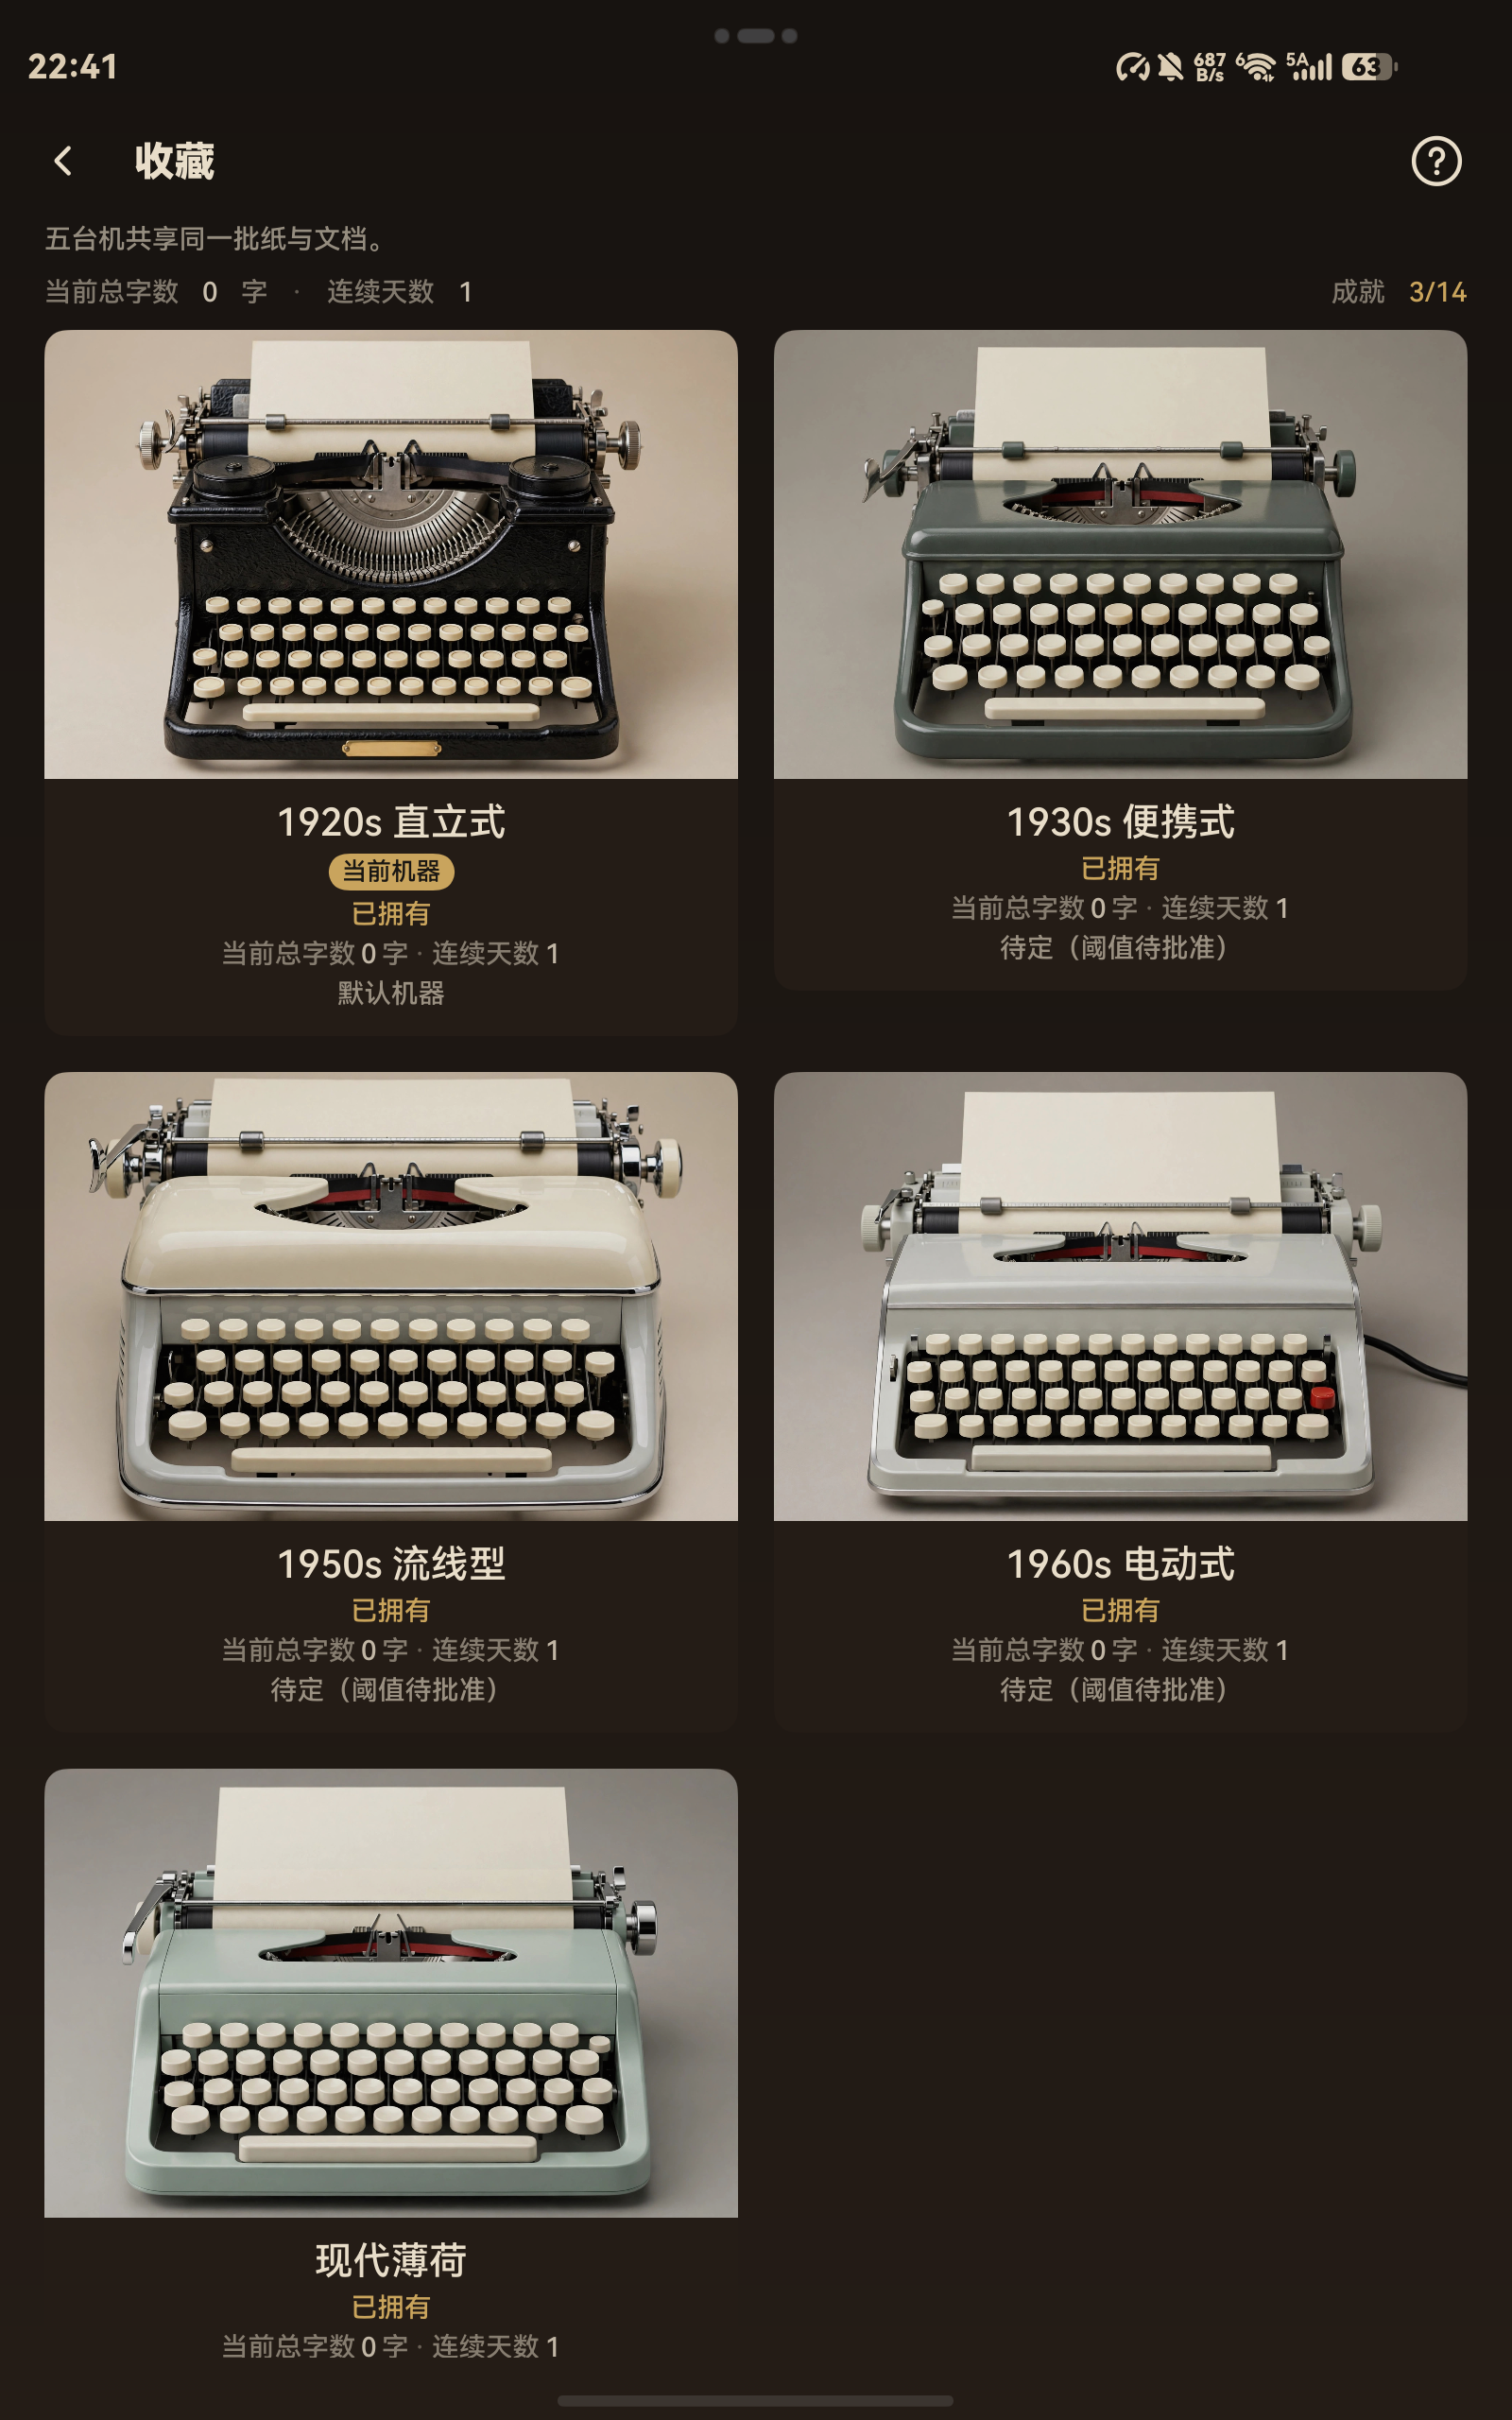 22:41
687 B/s 6 5A 63
收藏
五台机共享同一批纸与文档。
当前总字数 0 字 · 连续天数 1
成就 3/14
1920s 直立式
当前机器
已拥有
当前总字数 0 字 · 连续天数 1
默认机器
1930s 便携式
已拥有
当前总字数 0 字 · 连续天数 1
待定（阈值待批准）
1950s 流线型
已拥有
当前总字数 0 字 · 连续天数 1
待定（阈值待批准）
1960s 电动式
已拥有
当前总字数 0 字 · 连续天数 1
待定（阈值待批准）
现代薄荷
已拥有
当前总字数 0 字 · 连续天数 1